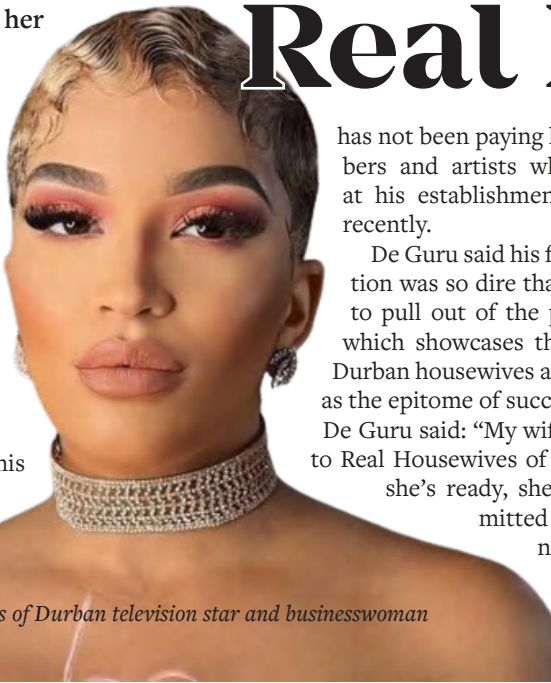 her
Real
has not been paying
bers and artists
at his establishmen
recently.
De Guru said his f
tion was so dire tha
to pull out of the
which showcases th
Durban housewives a
as the epitome of succ
De Guru said: “My wif
to Real Housewives of
she’s ready, she
mitted
n
his
s of Durban television star and businesswoman